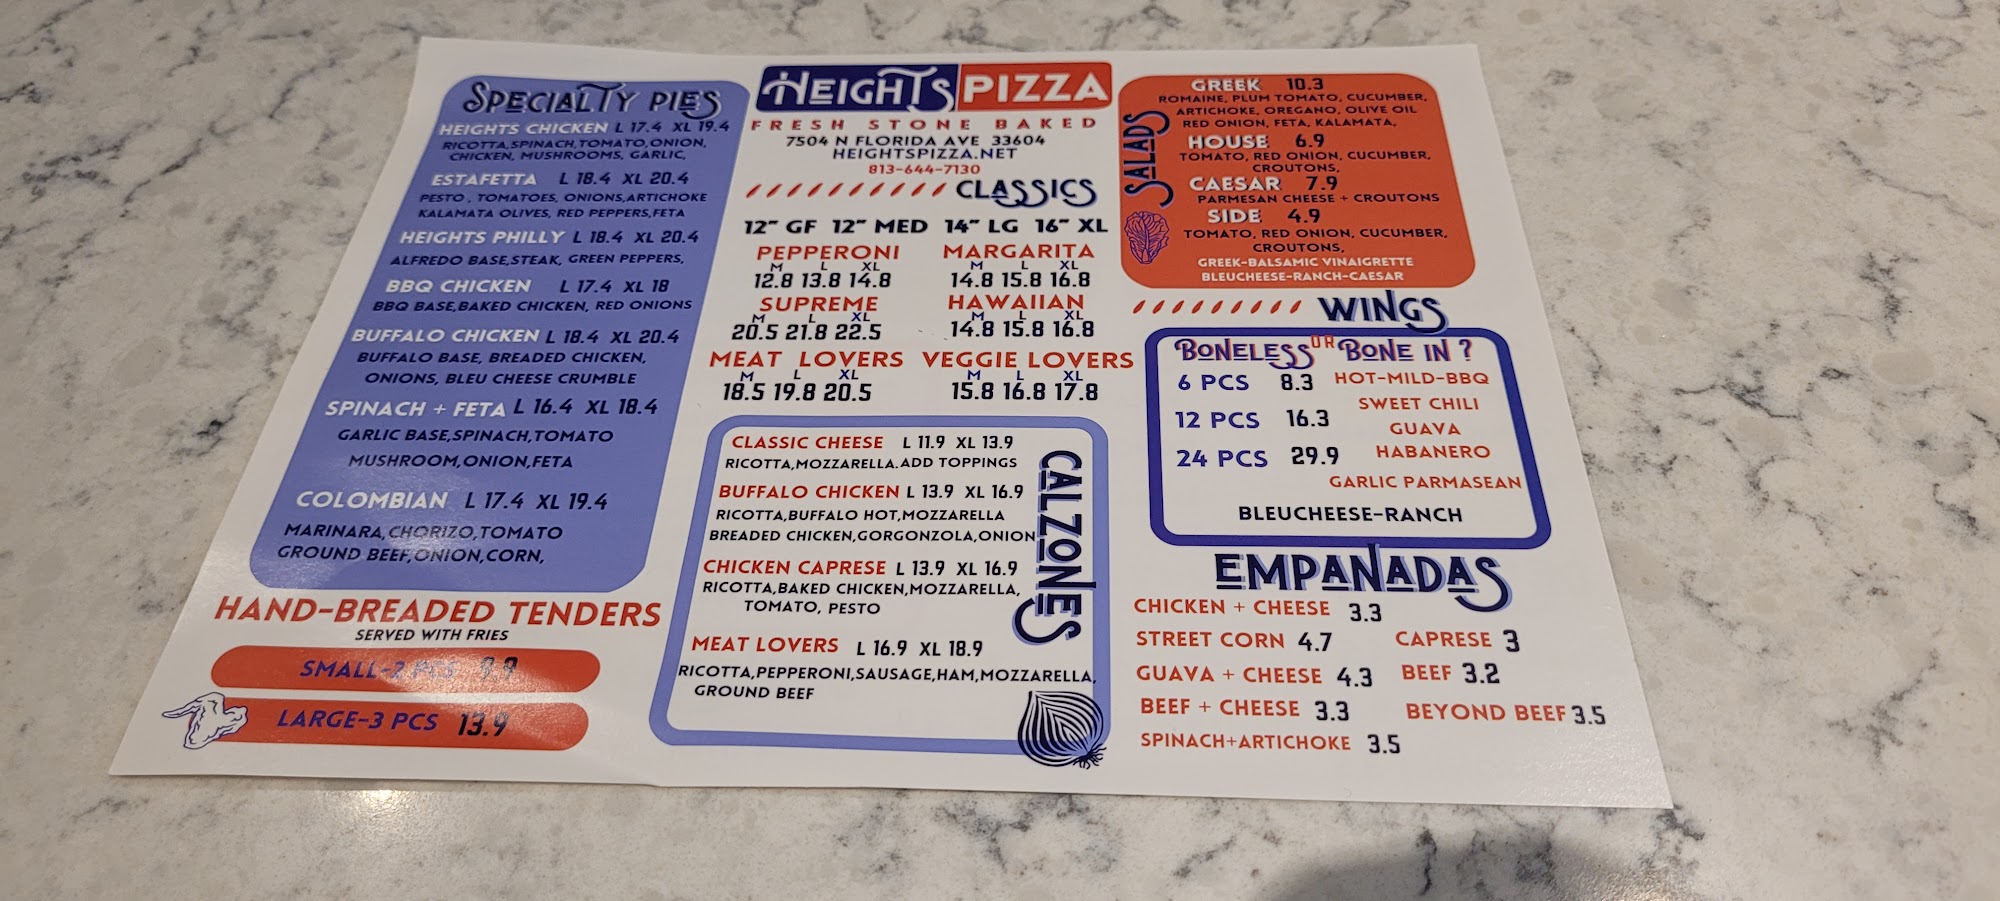 SPECIALTY PIES
HEIGHTS CHICKEN L 17.4 XL 19.4
RICOTTA,SPINACH,TOMATO,ONION,
CHICKEN, MUSHROOMS, GARLIC,
ESTAFETTA L 18.4 XL 20.4
PESTO , TOMATOES, ONIONS,ARTICHOKE
KALAMATA OLIVES, RED PEPPERS,FETA
HEIGHTS PHILLY L 18.4 XL 20.4
ALFREDO BASE,STEAK, GREEN PEPPERS,
BBQ CHICKEN L 17.4 XL 18
BBQ BASE,BAKED CHICKEN, RED ONIONS
BUFFALO CHICKEN L 18.4 XL 20.4
BUFFALO BASE, BREADED CHICKEN,
ONIONS, BLEU CHEESE CRUMBLE
SPINACH + FETA L 16.4 XL 18.4
GARLIC BASE,SPINACH,TOMATO
MUSHROOM,ONION,FETA
COLOMBIAN L 17.4 XL 19.4
MARINARA,CHORIZO,TOMATO
GROUND BEEF,ONION,CORN,
HAND-BREADED TENDERS
SERVED WITH FRIES
SMALL-2 PCS 9.9
LARGE-3 PCS 13.9
HEIGHTS PIZZA
FRESH STONE BAKED
7504 N FLORIDA AVE 33604
HEIGHTSPIZZA.NET
813-644-7130
CLASSICS
12" GF 12" MED 14" LG 16" XL
PEPPERONI MARGARITA
M L XL M L XL
12.8 13.8 14.8 14.8 15.8 16.8
SUPREME HAWAIIAN
M L XL M L XL
20.5 21.8 22.5 14.8 15.8 16.8
MEAT LOVERS VEGGIE LOVERS
M L XL M L XL
18.5 19.8 20.5 15.8 16.8 17.8
CALZONES
CLASSIC CHEESE L 11.9 XL 13.9
RICOTTA,MOZZARELLA.ADD TOPPINGS
BUFFALO CHICKEN L 13.9 XL 16.9
RICOTTA,BUFFALO HOT,MOZZARELLA
BREADED CHICKEN,GORGONZOLA,ONION
CHICKEN CAPRESE L 13.9 XL 16.9
RICOTTA,BAKED CHICKEN,MOZZARELLA,
TOMATO, PESTO
MEAT LOVERS L 16.9 XL 18.9
RICOTTA,PEPPERONI,SAUSAGE,HAM,MOZZARELLA,
GROUND BEEF
SALADS
GREEK 10.3
ROMAINE, PLUM TOMATO, CUCUMBER,
ARTICHOKE, OREGANO, OLIVE OIL
RED ONION, FETA, KALAMATA,
HOUSE 6.9
TOMATO, RED ONION, CUCUMBER,
CROUTONS,
CAESAR 7.9
PARMESAN CHEESE + CROUTONS
SIDE 4.9
TOMATO, RED ONION, CUCUMBER,
CROUTONS,
GREEK-BALSAMIC VINAIGRETTE
BLEUCHEESE-RANCH-CAESAR
WINGS
BONELESS OR BONE IN ?
6 PCS 8.3 HOT-MILD-BBQ
SWEET CHILI
12 PCS 16.3 GUAVA
24 PCS 29.9 HABANERO
GARLIC PARMASEAN
BLEUCHEESE-RANCH
EMPANADAS
CHICKEN + CHEESE 3.3
STREET CORN 4.7 CAPRESE 3
GUAVA + CHEESE 4.3 BEEF 3.2
BEEF + CHEESE 3.3 BEYOND BEEF 3.5
SPINACH+ARTICHOKE 3.5